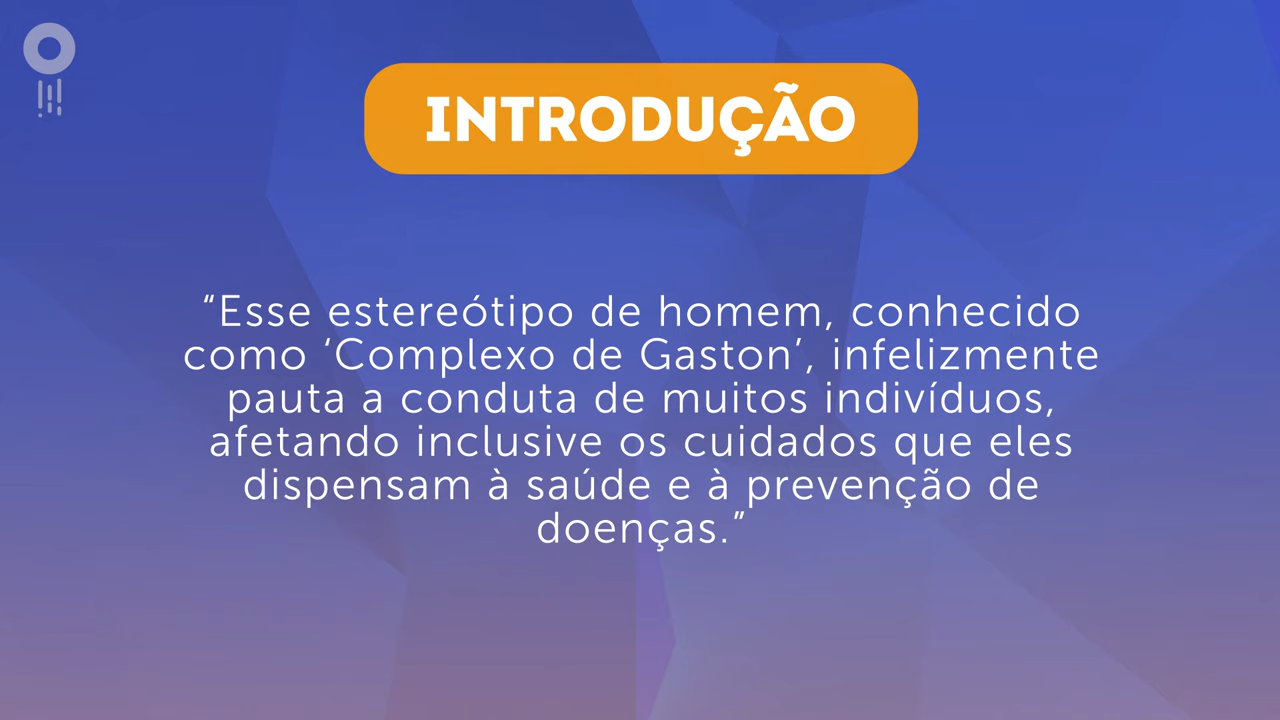 INTRODUÇÃO
“Esse estereótipo de homem, conhecido
como ‘Complexo de Gaston’, infelizmente
pauta a conduta de muitos indivíduos,
afetando inclusive os cuidados que eles
dispensam à saúde e à prevenção de
doenças.”